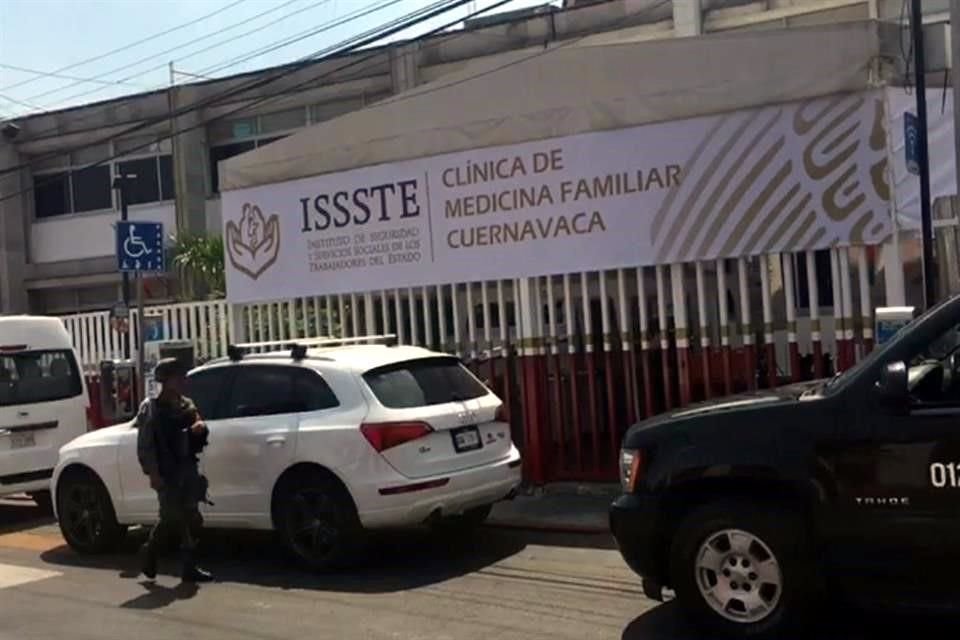 ISSSTE
INSTITUTO DE SEGURIDAD
Y SERVICIOS SOCIALES DE LOS
TRABAJADORES DEL ESTADO
CLÍNICA DE
MEDICINA FAMILIAR
CUERNAVACA
012
TAHOE